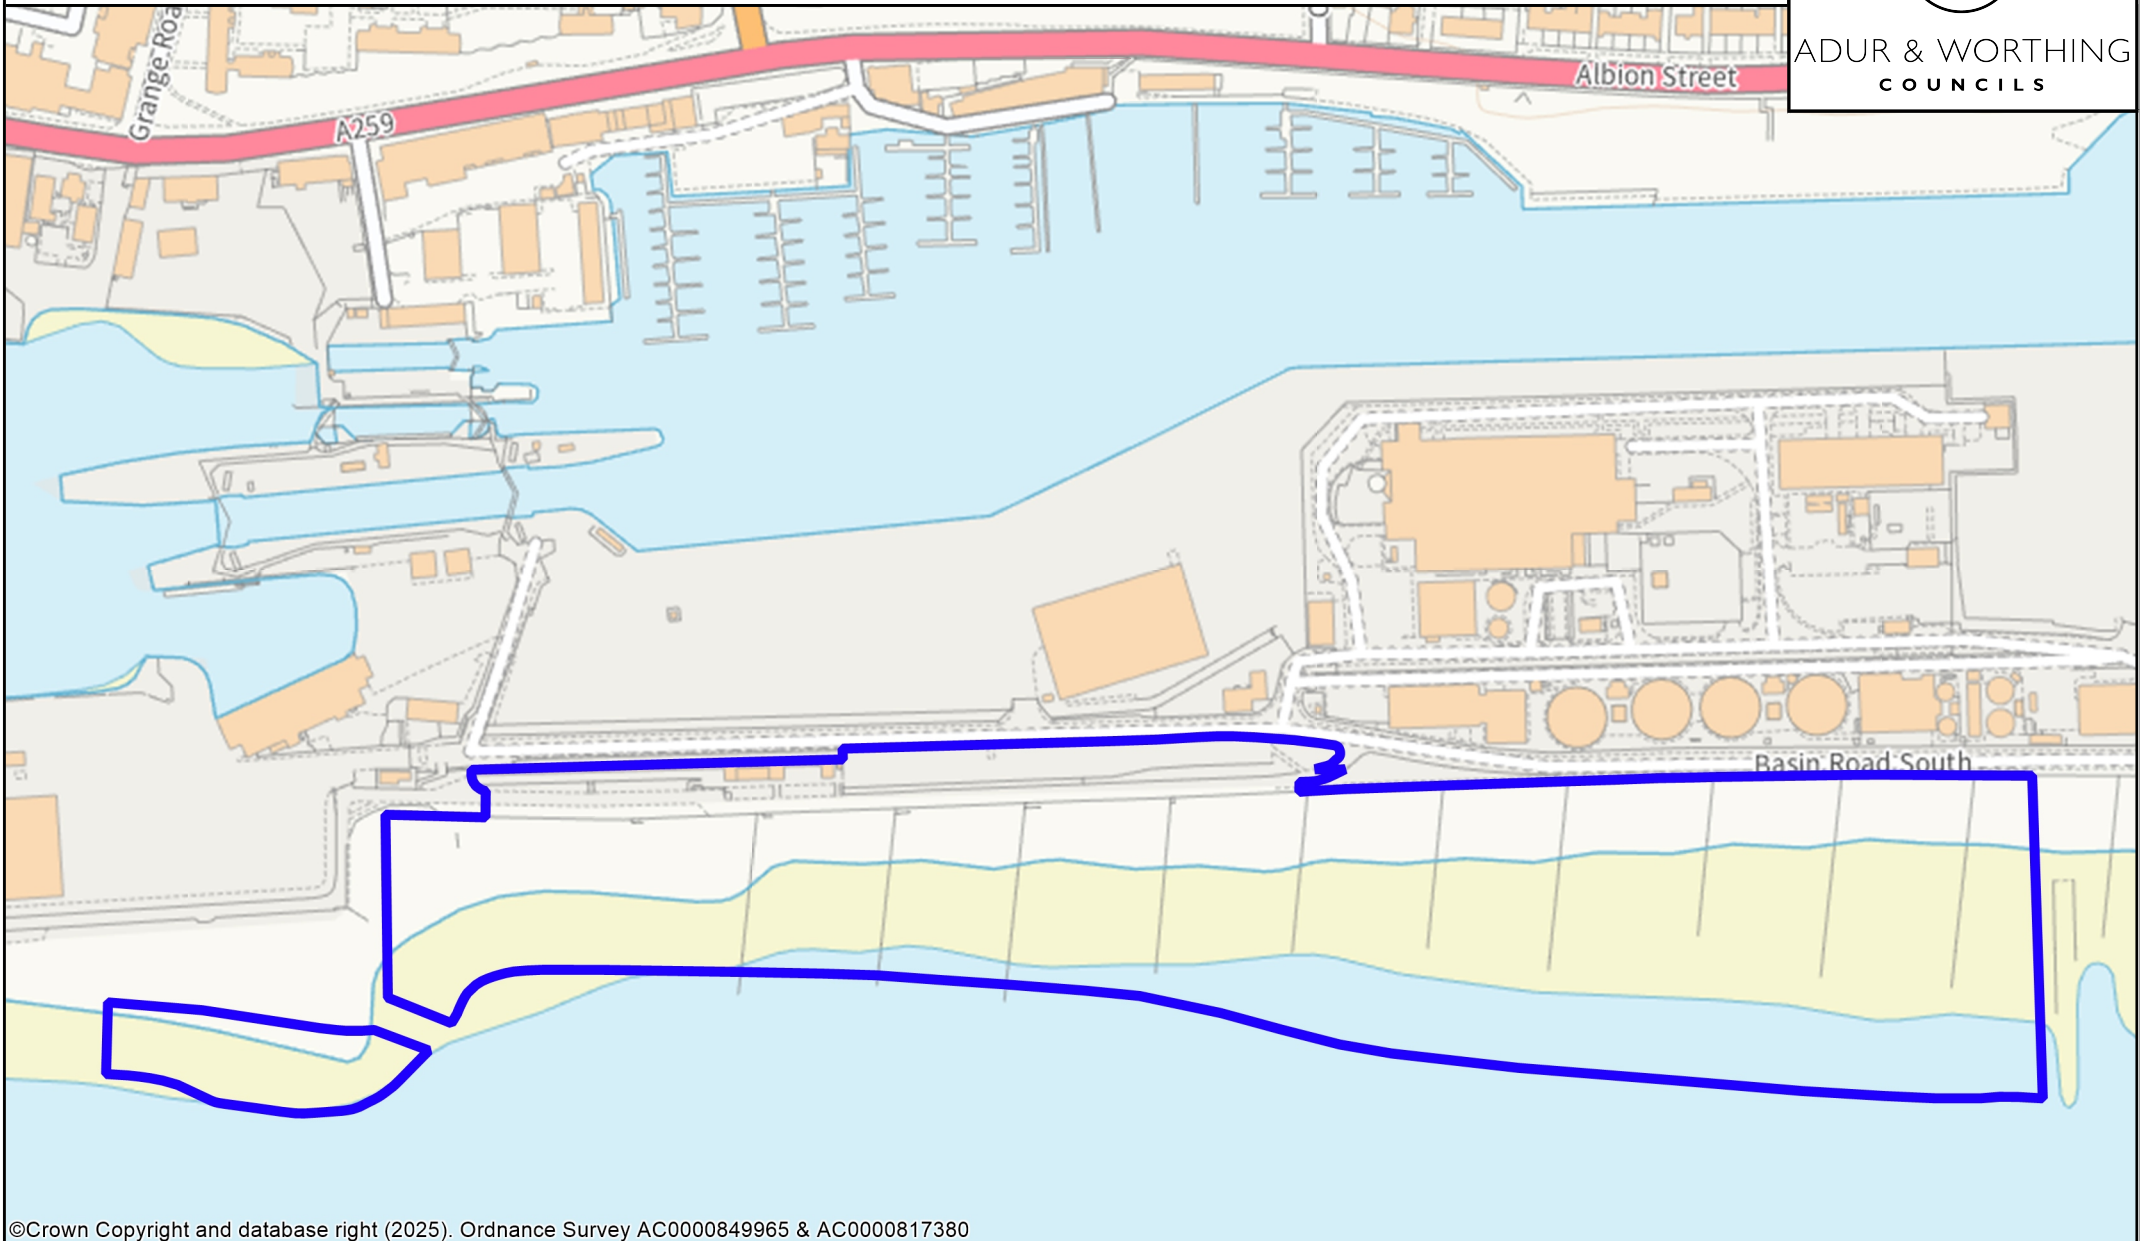 Grange Roa
A259
Albion Street
ADUR & WORTHING
COUNCILS
Basin Road South
©Crown Copyright and database right (2025). Ordnance Survey AC0000849965 & AC0000817380